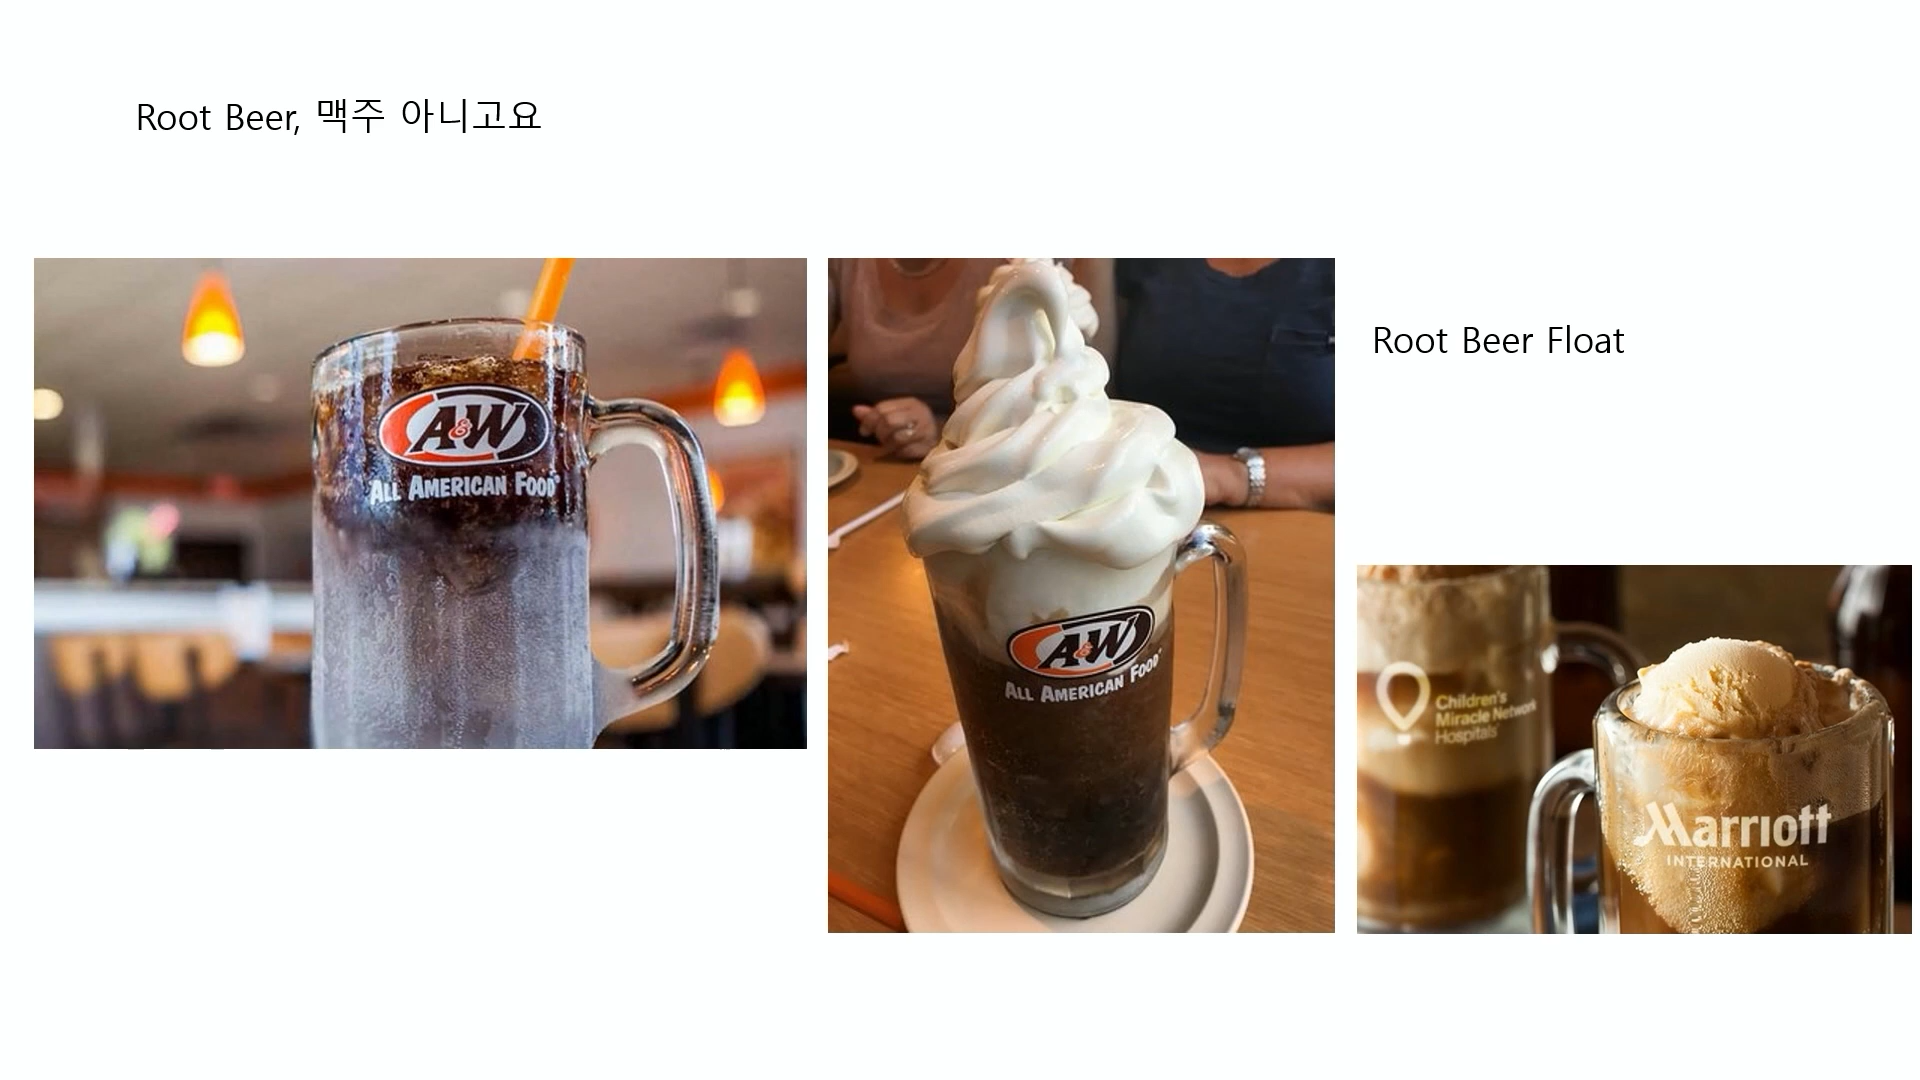 Root Beer, 맥주 아니고요
A&W
ALL AMERICAN FOOD
A&W
ALL AMERICAN FOOD
Root Beer Float
Children's
Miracle Network
Hospitals
Marriott
INTERNATIONAL